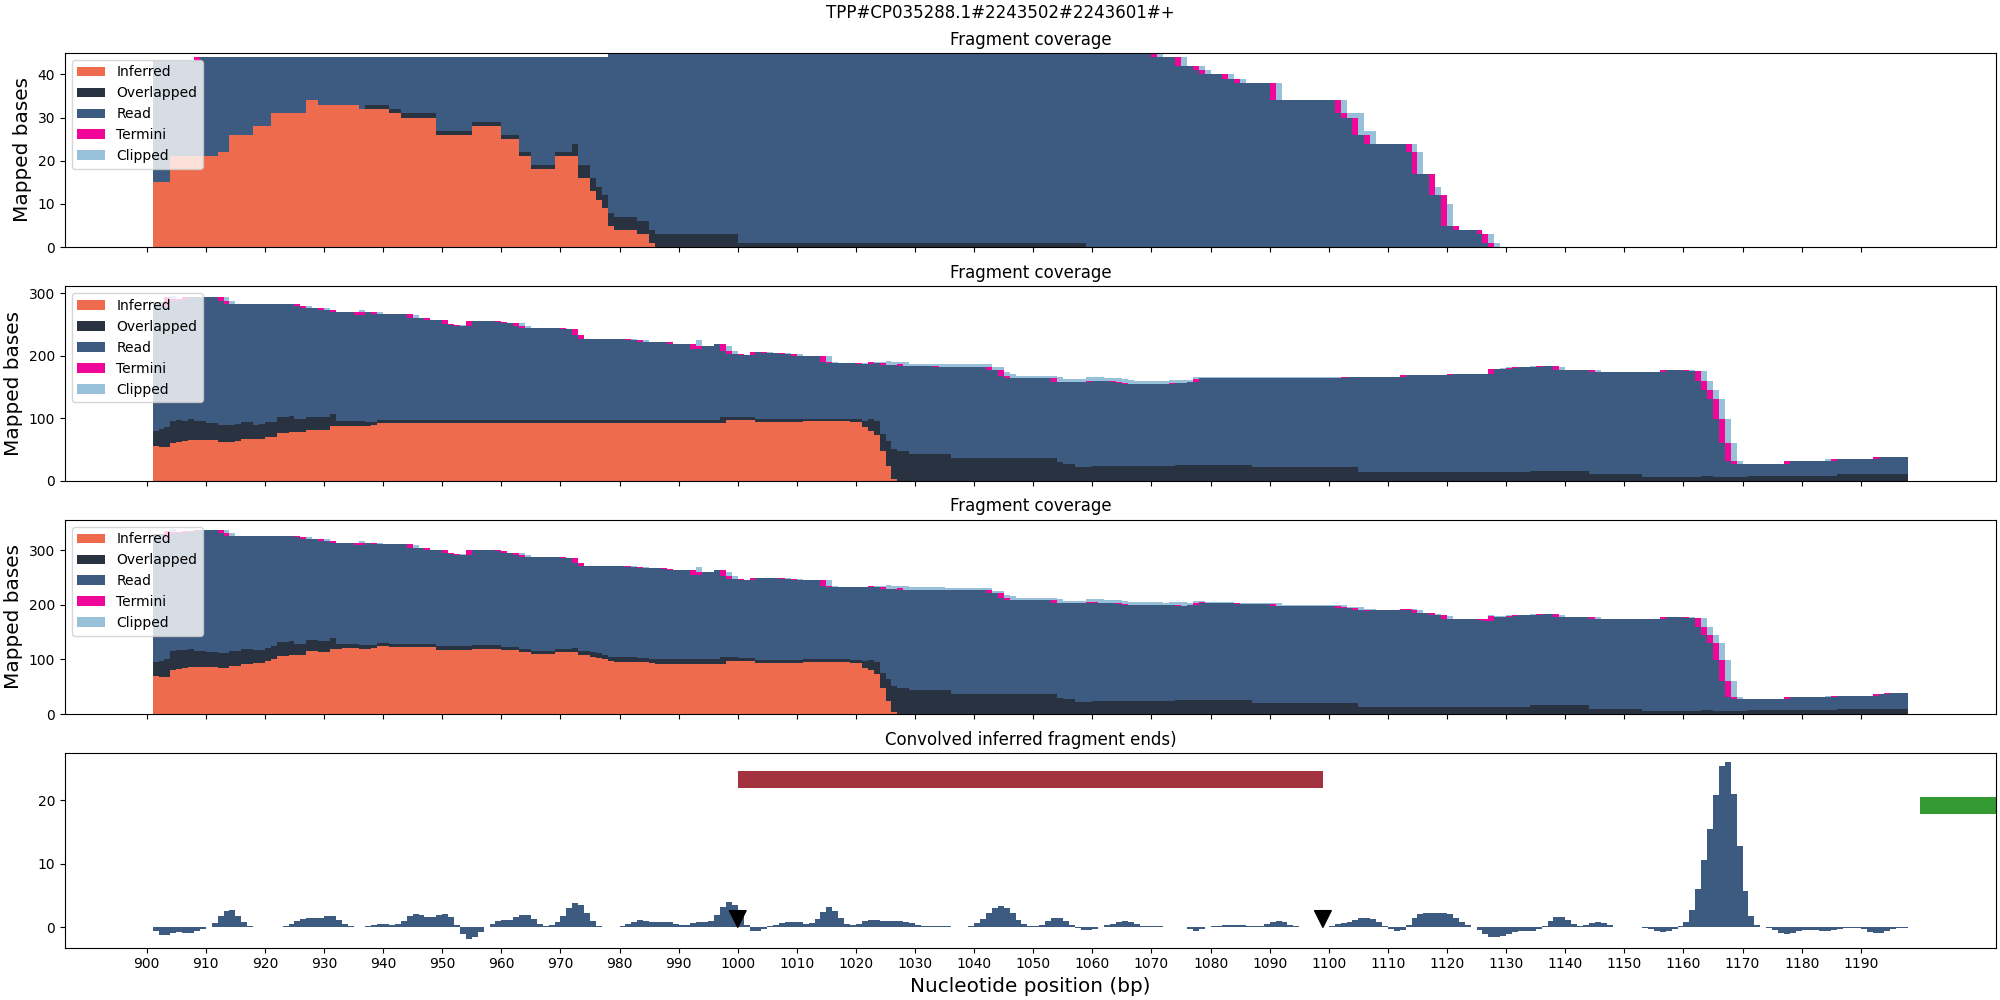 TPP#CP035288.1#2243502#2243601#+
Fragment coverage
Mapped bases
40
30
20
10
0
Inferred
Overlapped
Read
Termini
Clipped
Fragment coverage
Mapped bases
300
200
100
0
Inferred
Overlapped
Read
Termini
Clipped
Fragment coverage
Mapped bases
300
200
100
0
Inferred
Overlapped
Read
Termini
Clipped
Convolved inferred fragment ends)
20
10
0
900 910 920 930 940 950 960 970 980 990 1000 1010 1020 1030 1040 1050 1060 1070 1080 1090 1100 1110 1120 1130 1140 1150 1160 1170 1180 1190
Nucleotide position (bp)